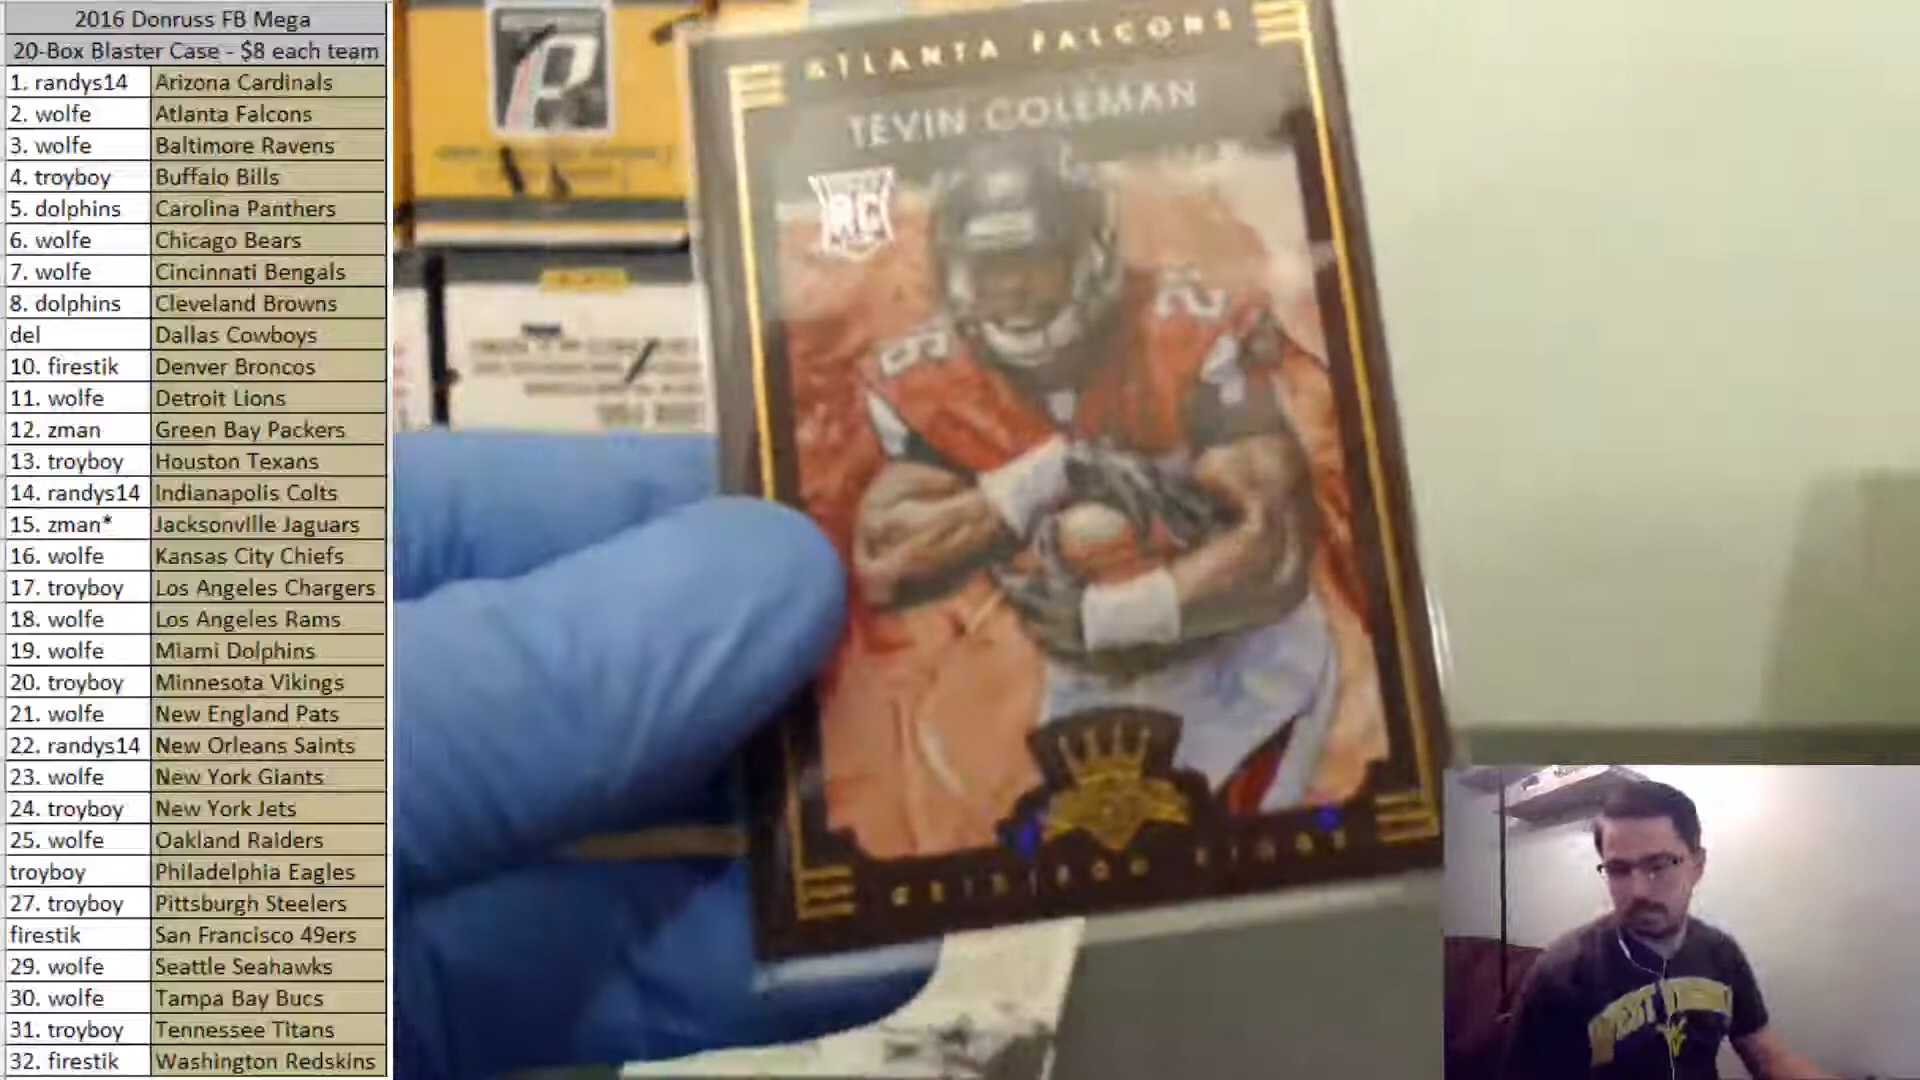 2016 Donruss FB Mega
20-Box Blaster Case - $8 each team
1. randys14 Arizona Cardinals
2. wolfe Atlanta Falcons
3. wolfe Baltimore Ravens
4. troyboy Buffalo Bills
5. dolphins Carolina Panthers
6. wolfe Chicago Bears
7. wolfe Cincinnati Bengals
8. dolphins Cleveland Browns
del Dallas Cowboys
10. firestik Denver Broncos
11. wolfe Detroit Lions
12. zman Green Bay Packers
13. troyboy Houston Texans
14. randys14 Indianapolis Colts
15. zman* Jacksonville Jaguars
16. wolfe Kansas City Chiefs
17. troyboy Los Angeles Chargers
18. wolfe Los Angeles Rams
19. wolfe Miami Dolphins
20. troyboy Minnesota Vikings
21. wolfe New England Pats
22. randys14 New Orleans Saints
23. wolfe New York Giants
24. troyboy New York Jets
25. wolfe Oakland Raiders
troyboy Philadelphia Eagles
27. troyboy Pittsburgh Steelers
firestik San Francisco 49ers
29. wolfe Seattle Seahawks
30. wolfe Tampa Bay Bucs
31. troyboy Tennessee Titans
32. firestik Washington Redskins
P
ATLANTA FALCONS
TEVIN COLEMAN
RC
26
GRIDIRON KINGS
WEST VIRGINIA